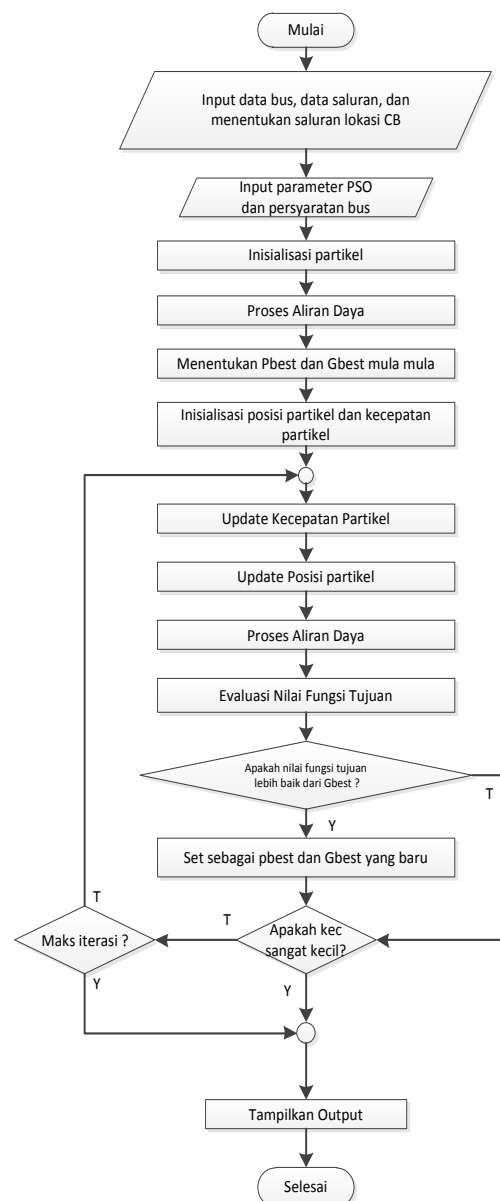 Mulai
Input data bus, data saluran, dan
menentukan saluran lokasi CB
Input parameter PSO
dan persyaratan bus
Inisialisasi partikel
Proses Aliran Daya
Menentukan Pbest dan Gbest mula mula
Inisialisasi posisi partikel dan kecepatan
partikel
Update Kecepatan Partikel
Update Posisi partikel
Proses Aliran Daya
Evaluasi Nilai Fungsi Tujuan
Apakah nilai fungsi tujuan
lebih baik dari Gbest ?
T
Y
Set sebagai pbest dan Gbest yang baru
T
T
Maks iterasi ?
Apakah kec
sangat kecil?
Y
Y
Tampilkan Output
Selesai